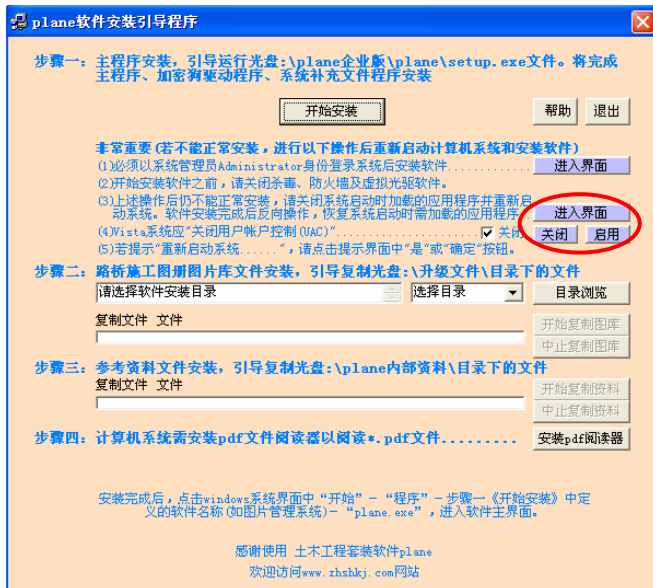 plane软件安装引导程序
步骤一：主程序安装，引导运行光盘:\plane企业版\plane\setup.exe文件。将完成
主程序、加密狗驱动程序、系统补充文件程序安装
开始安装 帮助 退出
非常重要(若不能正常安装，进行以下操作后重新启动计算机系统和安装软件)
(1)必须以系统管理员Administrator身份登录系统后安装软件............. 进入界面
(2)开始安装软件之前，请关闭杀毒、防火墙及虚拟光驱软件。
(3)上述操作后仍不能正常安装，请关闭系统启动时加载的应用程序并重新启
动系统。软件安装完成后反向操作，恢复系统启动时需加载的应用程序.. 进入界面
(4)Vista系统应"关闭用户帐户控制(UAC)"..................... 关闭 关闭 启用
(5)若提示"重新启动系统......"，请点击提示界面中"是"或"确定"按钮。
步骤二：路桥施工图册图片库文件安装，引导复制光盘:\升级文件\目录下的文件
请选择软件安装目录 选择目录 目录浏览
复制文件 文件 开始复制图库
中止复制图库
步骤三：参考资料文件安装，引导复制光盘:\plane内部资料\目录下的文件
复制文件 文件 开始复制资料
中止复制资料
步骤四：计算机系统需安装pdf文件阅读器以阅读*.pdf文件......... 安装pdf阅读器
安装完成后，点击windows系统界面中“开始”－“程序”－步骤一《开始安装》中定
义的软件名称(如图片管理系统)－“plane.exe”,进入软件主界面。
感谢使用 土木工程套装软件plane
欢迎访问www.zhshkj.com网站